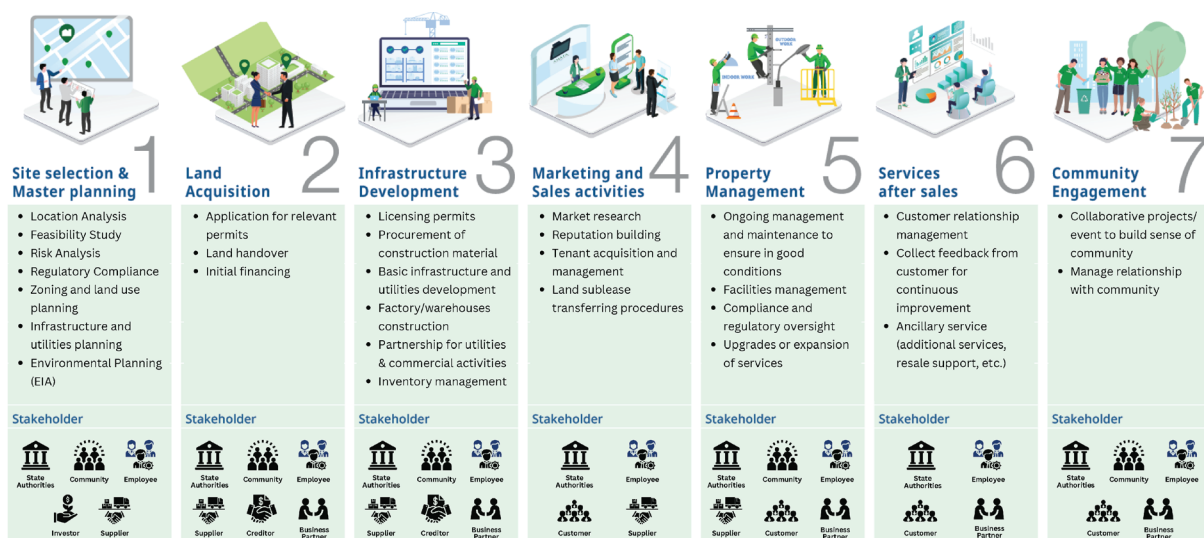 INDOOR WORK
OUTDOOR WORK
1
Site selection &
Master planning
2
Land
Acquisition
3
Infrastructure
Development
4
Marketing and
Sales activities
5
Property
Management
6
Services
after sales
7
Community
Engagement
• Location Analysis
• Feasibility Study
• Risk Analysis
• Regulatory Compliance
• Zoning and land use
planning
• Infrastructure and
utilities planning
• Environmental Planning
(EIA)
• Application for relevant
permits
• Land handover
• Initial financing
• Licensing permits
• Procurement of
construction material
• Basic infrastructure and
utilities development
• Factory/warehouses
construction
• Partnership for utilities
& commercial activities
• Inventory management
• Market research
• Reputation building
• Tenant acquisition and
management
• Land sublease
transferring procedures
• Ongoing management
and maintenance to
ensure in good
conditions
• Facilities management
• Compliance and
regulatory oversight
• Upgrades or expansion
of services
• Customer relationship
management
• Collect feedback from
customer for
continuous
improvement
• Ancillary service
(additional services,
resale support, etc.)
• Collaborative projects/
event to build sense of
community
• Manage relationship
with community
Stakeholder
State
Authorities
Community
Employee
Investor
Supplier
Stakeholder
State
Authorities
Community
Employee
Supplier
Creditor
Business
Partner
Stakeholder
State
Authorities
Community
Employee
Supplier
Creditor
Business
Partner
Stakeholder
State
Authorities
Employee
Customer
Supplier
Stakeholder
State
Authorities
Community
Employee
Supplier
Customer
Business
Partner
Stakeholder
State
Authorities
Employee
Customer
Business
Partner
Stakeholder
State
Authorities
Community
Employee
Customer
Business
Partner